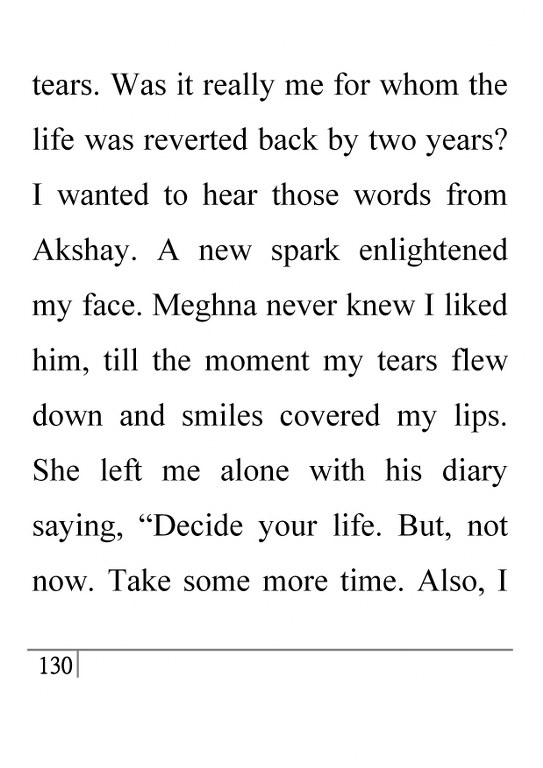 tears. Was it really me for whom the
life was reverted back by two years?
I wanted to hear those words from
Akshay. A new spark enlightened
my face. Meghna never knew I liked
him, till the moment my tears flew
down and smiles covered my lips.
She left me alone with his diary
saying, “Decide your life. But, not
now. Take some more time. Also, I
130